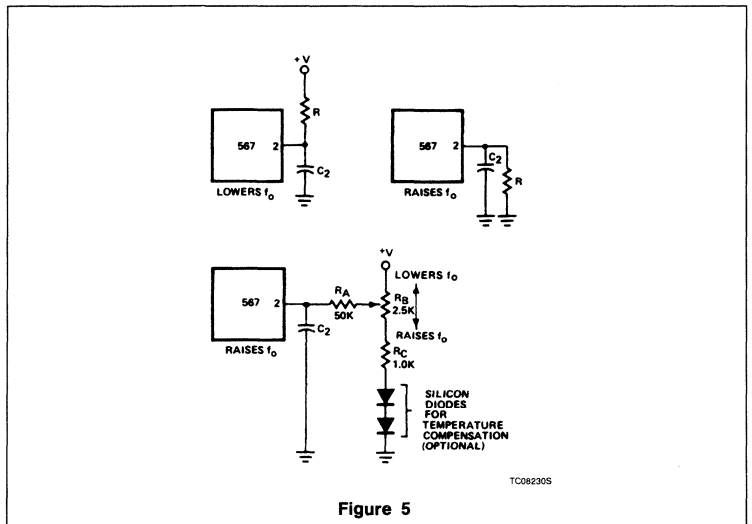 +V
R
567 2
C2
LOWERS fo
567 2
C2
R
RAISES fo
+V
LOWERS fo
567 2
RA
50K
RB
2.5K
C2
RAISES fo
RAISES fo
RC
1.0K
SILICON
DIODES
FOR
TEMPERATURE
COMPENSATION
(OPTIONAL)
TC08230S
Figure 5